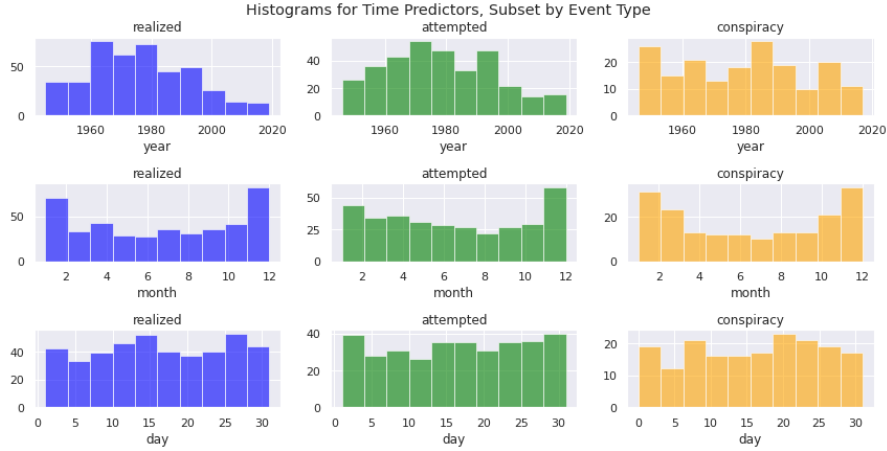 Histograms for Time Predictors, Subset by Event Type
realized attempted conspiracy
50
0
1960 1980 2000 2020
year
40
20
0
1960 1980 2000 2020
year
20
10
0
1960 1980 2000 2020
year
realized attempted conspiracy
50
0
2 4 6 8 10 12
month
50
25
0
2 4 6 8 10 12
month
20
0
2 4 6 8 10 12
month
realized attempted conspiracy
40
20
0
0 5 10 15 20 25 30
day
40
20
0
0 5 10 15 20 25 30
day
20
10
0
0 5 10 15 20 25 30
day